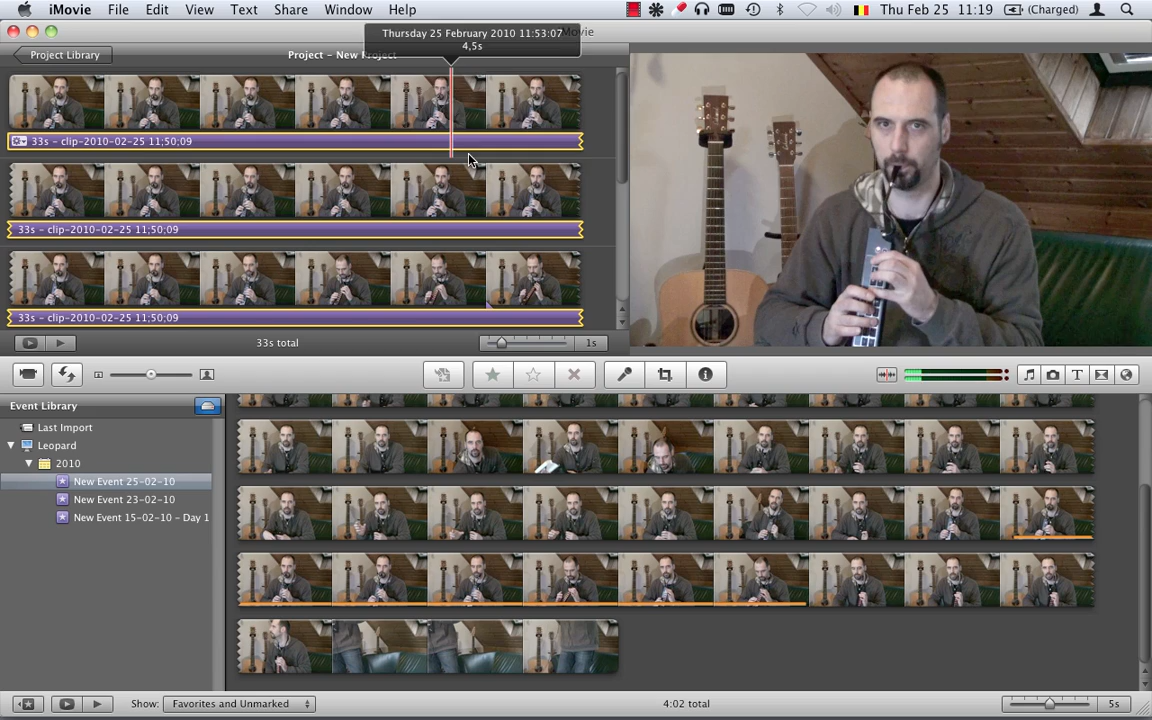 iMovie File Edit View Text Share Window Help Thu Feb 25 11:19 (Charged)
Thursday 25 February 2010 11:53:07
4,5s
Project Library
Project – New Project
33s – clip-2010-02-25 11;50;09
33s – clip-2010-02-25 11;50;09
33s – clip-2010-02-25 11;50;09
33s total
1s
Event Library
Last Import
Leopard
2010
New Event 25-02-10
New Event 23-02-10
New Event 15-02-10 – Day 1
Show: Favorites and Unmarked
4:02 total
5s